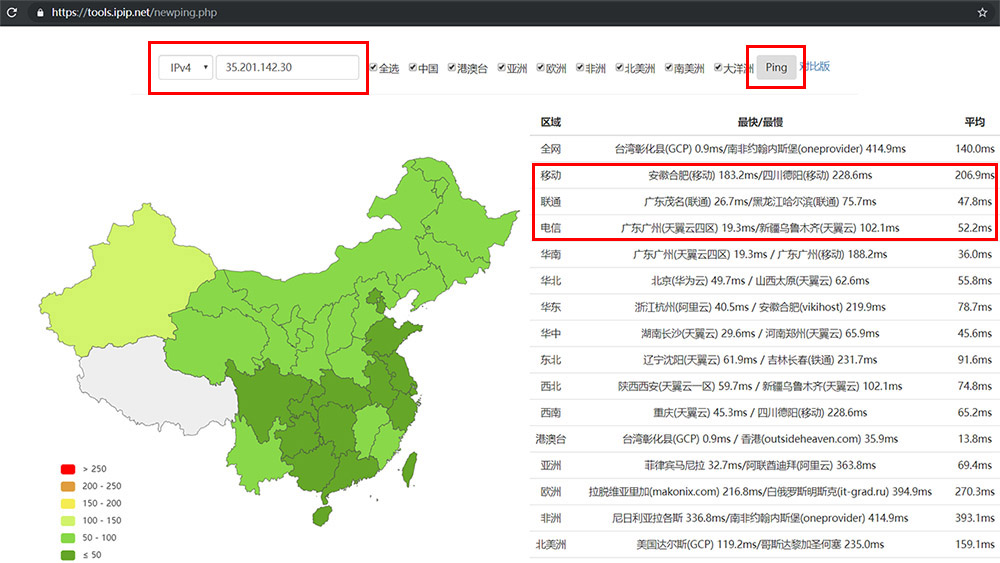 https://tools.ipip.net/newping.php
IPv4 35.201.142.30 全选 中国 港澳台 亚洲 欧洲 非洲 北美洲 南美洲 大洋洲 Ping 对比版
区域 最快/最慢 平均
全网 台湾彰化县(GCP) 0.9ms/南非约翰内斯堡(oneprovider) 414.9ms 140.0ms
移动 安徽合肥(移动) 183.2ms/四川德阳(移动) 228.6ms 206.9ms
联通 广东茂名(联通) 26.7ms/黑龙江哈尔滨(联通) 75.7ms 47.8ms
电信 广东广州(天翼云四区) 19.3ms/新疆乌鲁木齐(天翼云) 102.1ms 52.2ms
华南 广东广州(天翼云四区) 19.3ms / 广东广州(移动) 188.2ms 36.0ms
华北 北京(华为云) 49.7ms / 山西太原(天翼云) 62.6ms 55.8ms
华东 浙江杭州(阿里云) 40.5ms / 安徽合肥(vikihost) 219.9ms 78.7ms
华中 湖南长沙(天翼云) 29.6ms / 河南郑州(天翼云) 65.9ms 45.6ms
东北 辽宁沈阳(天翼云) 61.9ms / 吉林长春(铁通) 231.7ms 91.6ms
西北 陕西西安(天翼云一区) 59.7ms / 新疆乌鲁木齐(天翼云) 102.1ms 74.8ms
西南 重庆(天翼云) 45.3ms / 四川德阳(移动) 228.6ms 65.2ms
港澳台 台湾彰化县(GCP) 0.9ms / 香港(outsideheaven.com) 35.9ms 13.8ms
亚洲 菲律宾马尼拉 32.7ms/阿联酋迪拜(阿里云) 363.8ms 69.4ms
欧洲 拉脱维亚里加(makonix.com) 216.8ms/白俄罗斯明斯克(it-grad.ru) 394.9ms 270.3ms
非洲 尼日利亚拉各斯 336.8ms/南非约翰内斯堡(oneprovider) 414.9ms 393.1ms
北美洲 美国达尔斯(GCP) 119.2ms/哥斯达黎加圣何塞 235.0ms 159.1ms
> 250
200 - 250
150 - 200
100 - 150
50 - 100
≤ 50